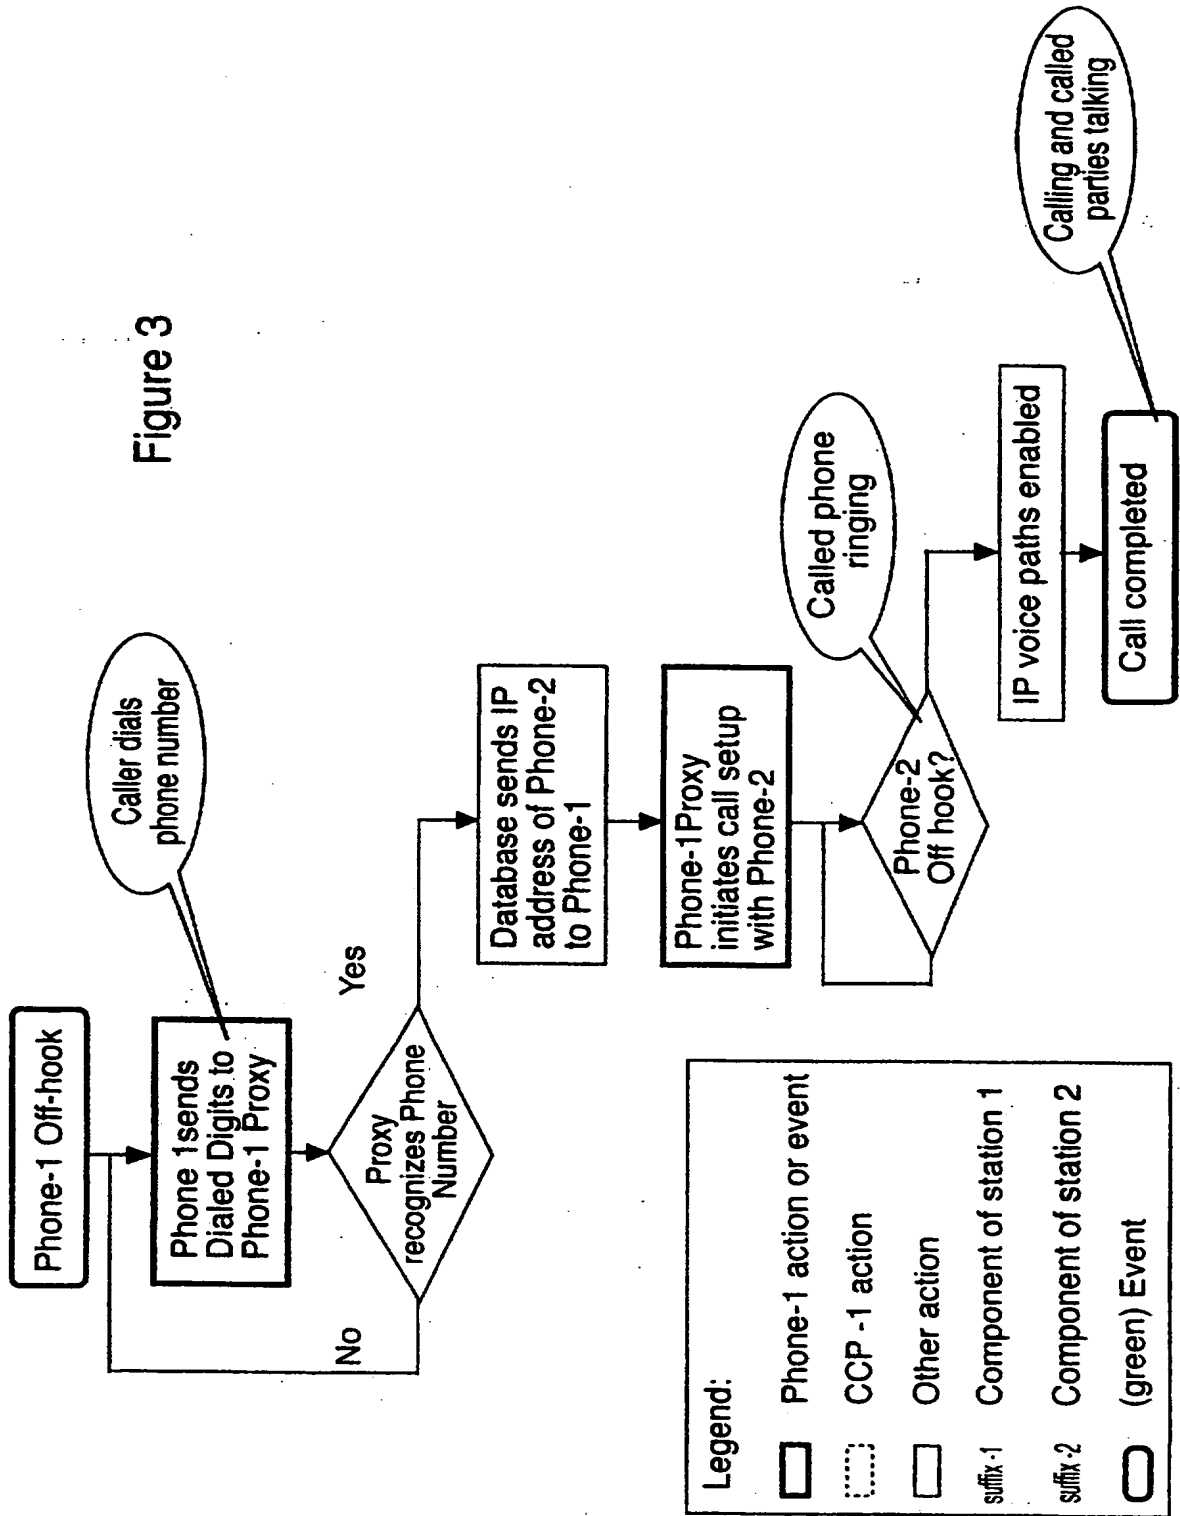 Figure 3
Phone-1 Off-hook
Caller dials
phone number
Phone 1sends
Dialed Digits to
Phone-1 Proxy
Proxy
recognizes Phone
Number
No
Yes
Database sends IP
address of Phone-2
to Phone-1
Phone-1Proxy
initiates call setup
with Phone-2
Called phone
ringing
Phone-2
Off hook?
IP voice paths enabled
Call completed
Calling and called
parties talking
Legend:
Phone-1 action or event
CCP -1 action
Other action
suffix -1 Component of station 1
suffix -2 Component of station 2
(green) Event